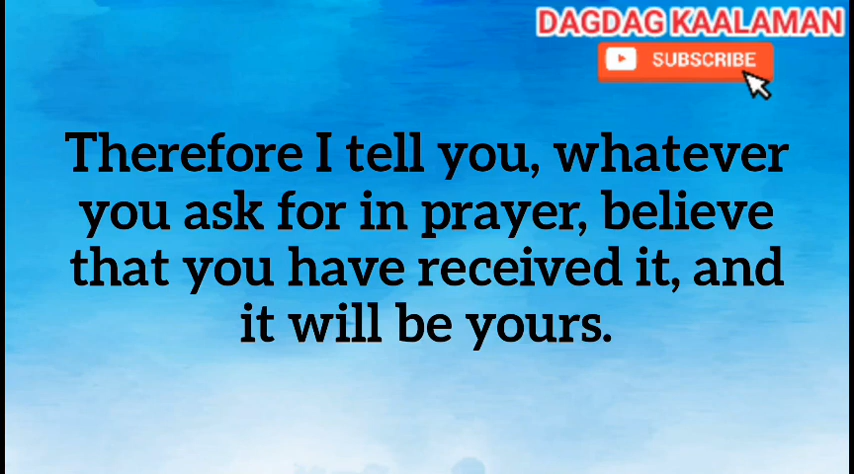 DAGDAG KAALAMAN
SUBSCRIBE
Therefore I tell you, whatever
you ask for in prayer, believe
that you have received it, and
it will be yours.